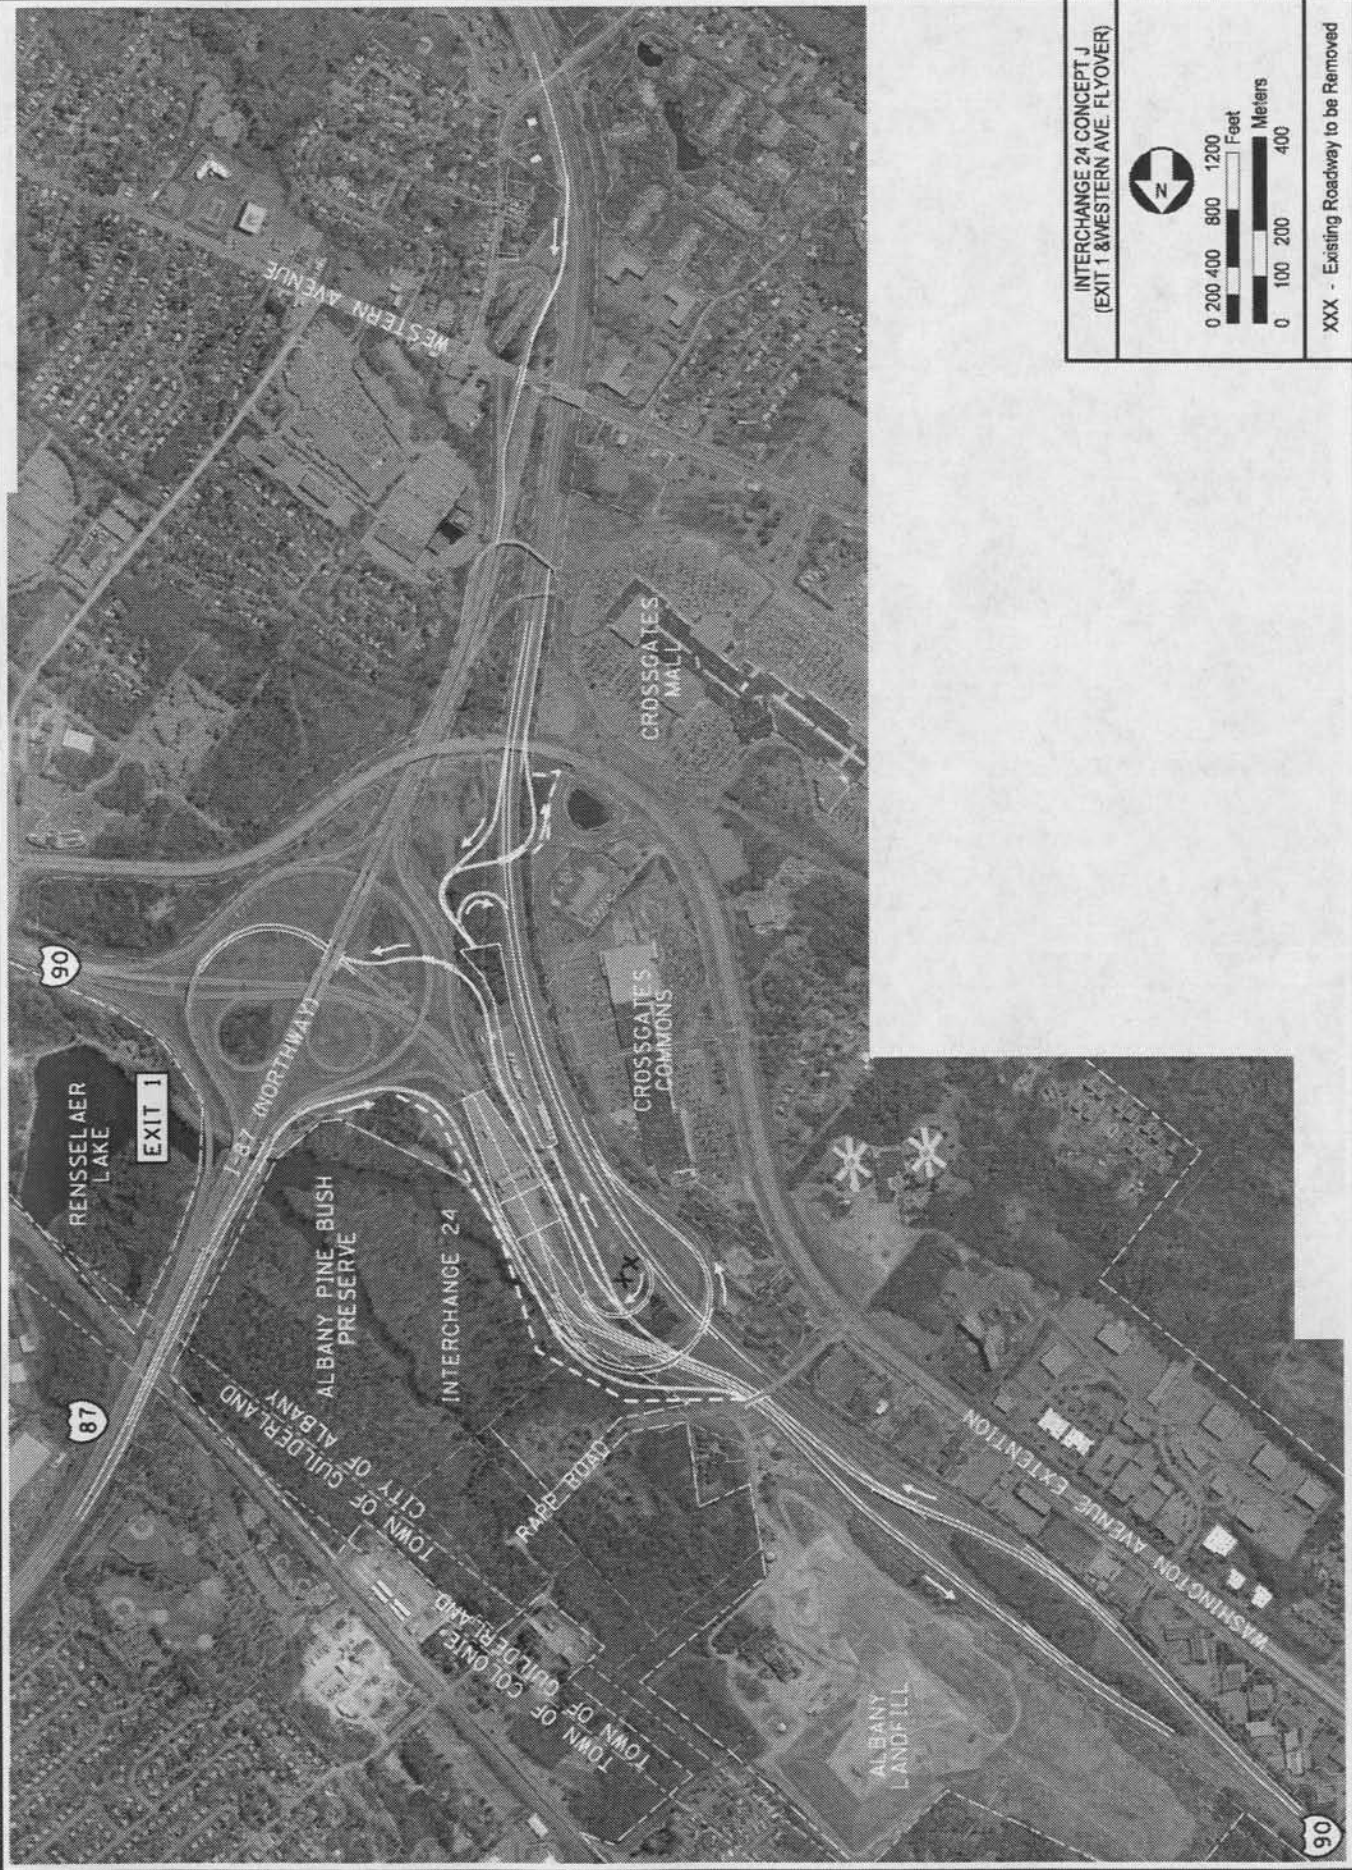 INTERCHANGE 24 CONCEPT J
(EXIT 1 &WESTERN AVE. FLYOVER)
N
0 200 400 800 1200
Feet
Meters
0 100 200 400
XXX - Existing Roadway to be Removed
WESTERN AVENUE
CROSSGATES
MALL
90
RENSSELAER
LAKE
EXIT 1
I-87 (NORTHWAY)
CROSSGATES
COMMONS
ALBANY PINE BUSH
PRESERVE
INTERCHANGE 24
XX
87
TOWN OF GUILDERLAND
CITY OF ALBANY
RAPP ROAD
TOWN OF COLONIE
TOWN OF GUILDERLAND
WASHINGTON AVENUE EXTENTION
ALBANY
LANDFILL
90